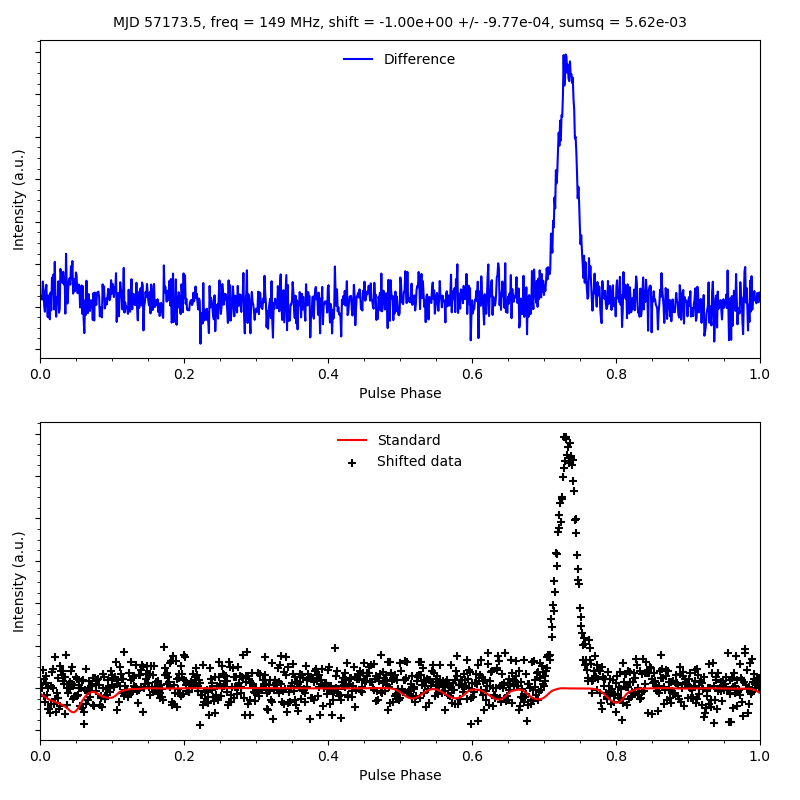 MJD 57173.5, freq = 149 MHz, shift = -1.00e+00 +/- -9.77e-04, sumsq = 5.62e-03
Difference
Intensity (a.u.)
0.0 0.2 0.4 0.6 0.8 1.0
Pulse Phase
Standard
Shifted data
Intensity (a.u.)
0.0 0.2 0.4 0.6 0.8 1.0
Pulse Phase